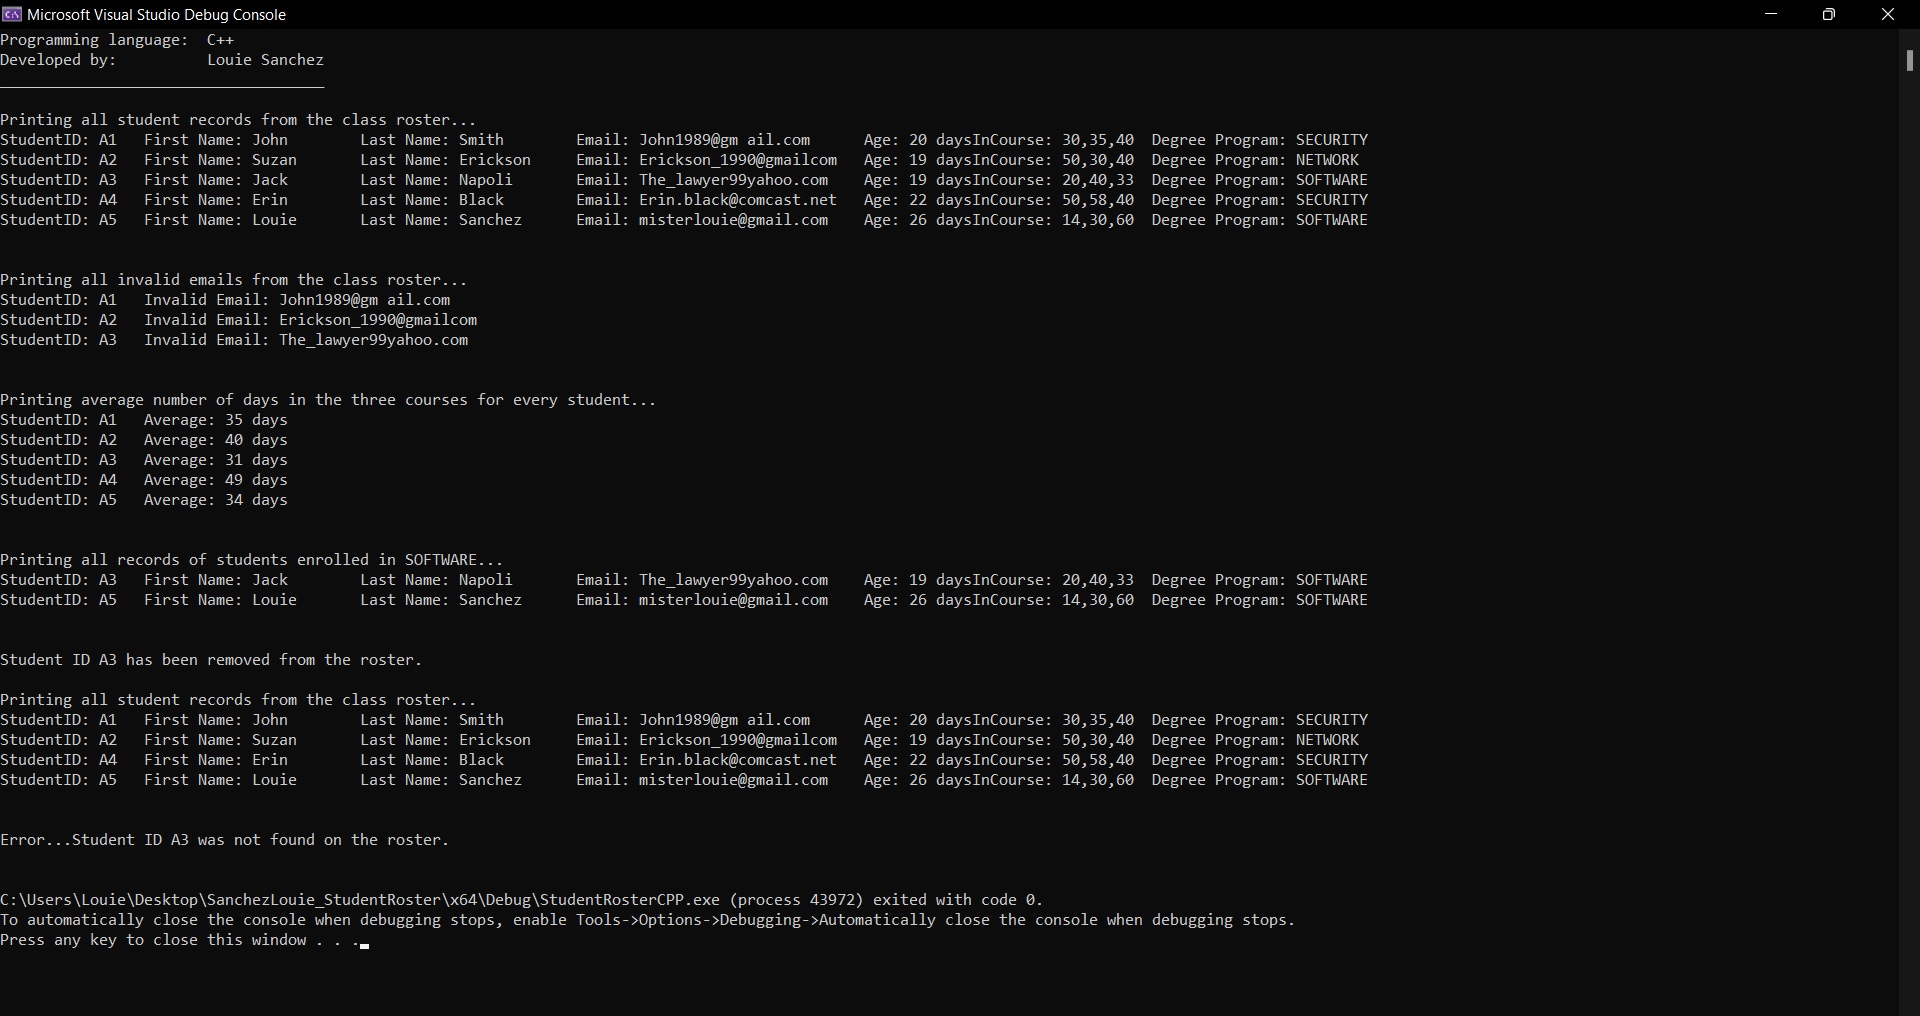 Microsoft Visual Studio Debug Console
Programming language:  C++
Developed by:          Louie Sanchez
____________________________________
Printing all student records from the class roster...
StudentID: A1   First Name: John        Last Name: Smith        Email: John1989@gm ail.com      Age: 20 daysInCourse: 30,35,40  Degree Program: SECURITY
StudentID: A2   First Name: Suzan       Last Name: Erickson     Email: Erickson_1990@gmailcom   Age: 19 daysInCourse: 50,30,40  Degree Program: NETWORK
StudentID: A3   First Name: Jack        Last Name: Napoli       Email: The_lawyer99yahoo.com    Age: 19 daysInCourse: 20,40,33  Degree Program: SOFTWARE
StudentID: A4   First Name: Erin        Last Name: Black        Email: Erin.black@comcast.net   Age: 22 daysInCourse: 50,58,40  Degree Program: SECURITY
StudentID: A5   First Name: Louie       Last Name: Sanchez      Email: misterlouie@gmail.com    Age: 26 daysInCourse: 14,30,60  Degree Program: SOFTWARE
Printing all invalid emails from the class roster...
StudentID: A1   Invalid Email: John1989@gm ail.com
StudentID: A2   Invalid Email: Erickson_1990@gmailcom
StudentID: A3   Invalid Email: The_lawyer99yahoo.com
Printing average number of days in the three courses for every student...
StudentID: A1   Average: 35 days
StudentID: A2   Average: 40 days
StudentID: A3   Average: 31 days
StudentID: A4   Average: 49 days
StudentID: A5   Average: 34 days
Printing all records of students enrolled in SOFTWARE...
StudentID: A3   First Name: Jack        Last Name: Napoli       Email: The_lawyer99yahoo.com    Age: 19 daysInCourse: 20,40,33  Degree Program: SOFTWARE
StudentID: A5   First Name: Louie       Last Name: Sanchez      Email: misterlouie@gmail.com    Age: 26 daysInCourse: 14,30,60  Degree Program: SOFTWARE
Student ID A3 has been removed from the roster.
Printing all student records from the class roster...
StudentID: A1   First Name: John        Last Name: Smith        Email: John1989@gm ail.com      Age: 20 daysInCourse: 30,35,40  Degree Program: SECURITY
StudentID: A2   First Name: Suzan       Last Name: Erickson     Email: Erickson_1990@gmailcom   Age: 19 daysInCourse: 50,30,40  Degree Program: NETWORK
StudentID: A4   First Name: Erin        Last Name: Black        Email: Erin.black@comcast.net   Age: 22 daysInCourse: 50,58,40  Degree Program: SECURITY
StudentID: A5   First Name: Louie       Last Name: Sanchez      Email: misterlouie@gmail.com    Age: 26 daysInCourse: 14,30,60  Degree Program: SOFTWARE
Error...Student ID A3 was not found on the roster.
C:\Users\Louie\Desktop\SanchezLouie_StudentRoster\x64\Debug\StudentRosterCPP.exe (process 43972) exited with code 0.
To automatically close the console when debugging stops, enable Tools->Options->Debugging->Automatically close the console when debugging stops.
Press any key to close this window . . .